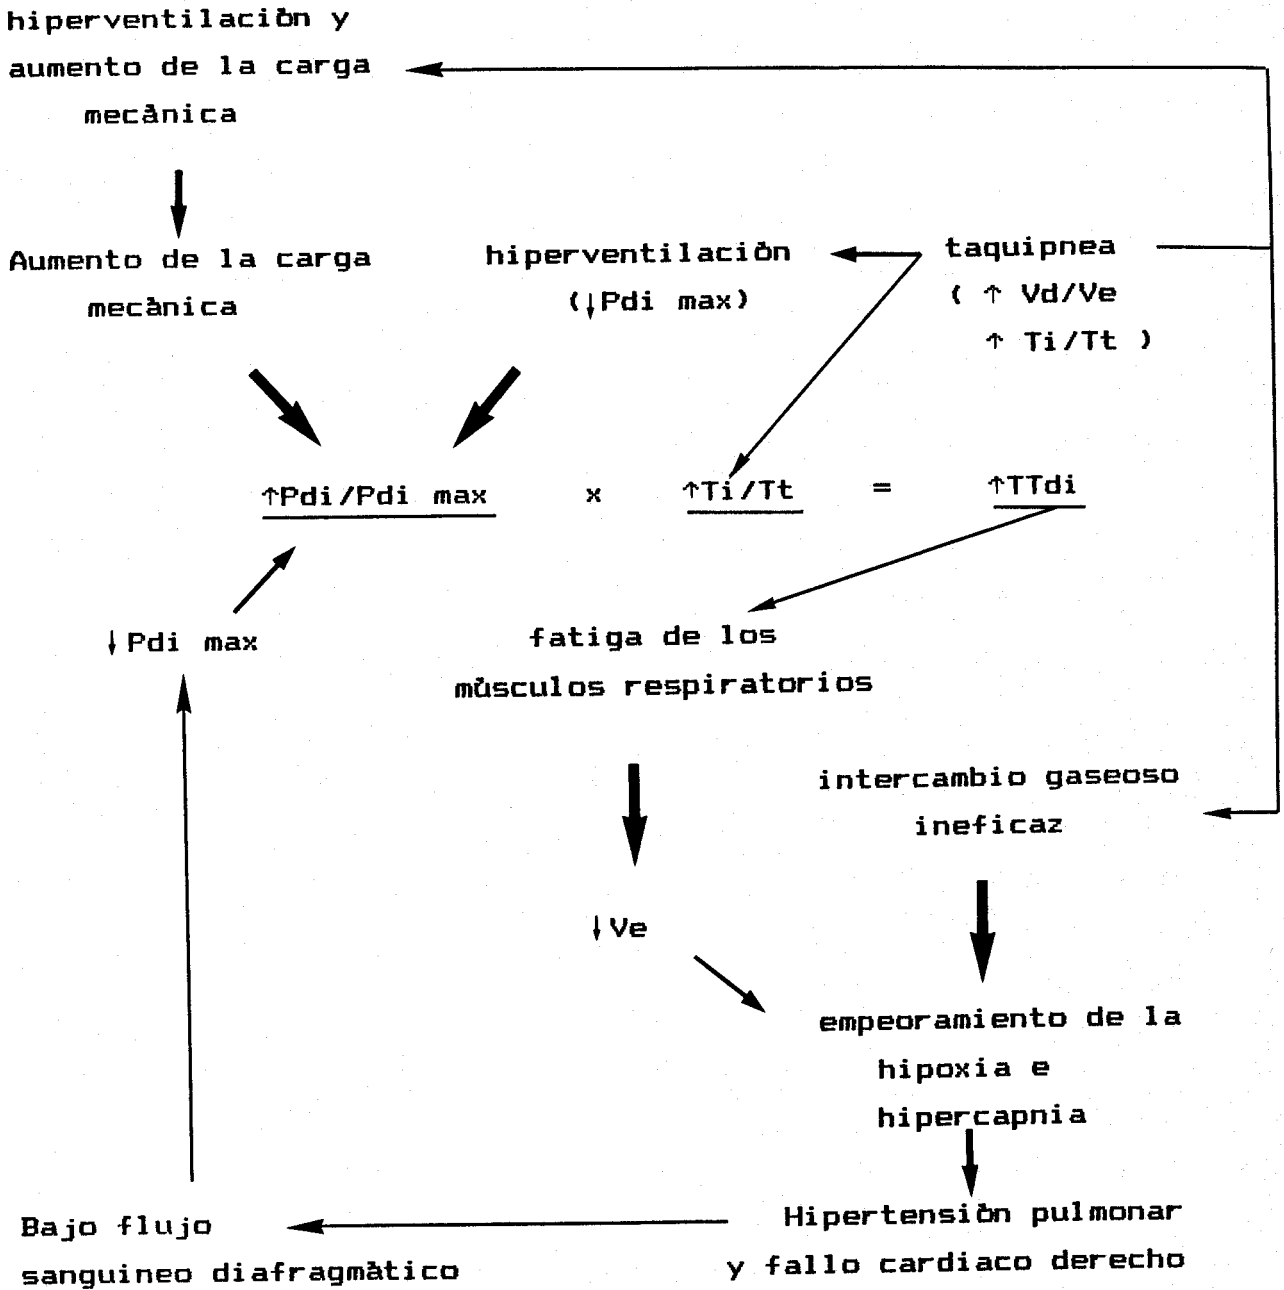 hiperventilaciòn y
aumento de la carga
mecànica
Aumento de la carga
mecànica
hiperventilaciòn
(↓Pdi max)
taquipnea
( ↑ Vd/Ve
↑ Ti/Tt )
↑Pdi/Pdi max x ↑Ti/Tt = ↑TTdi
↓Pdi max
fatiga de los
mùsculos respiratorios
intercambio gaseoso
ineficaz
↓Ve
empeoramiento de la
hipoxia e
hipercapnia
Bajo flujo
sanguineo diafragmàtico
Hipertensiòn pulmonar
y fallo cardiaco derecho